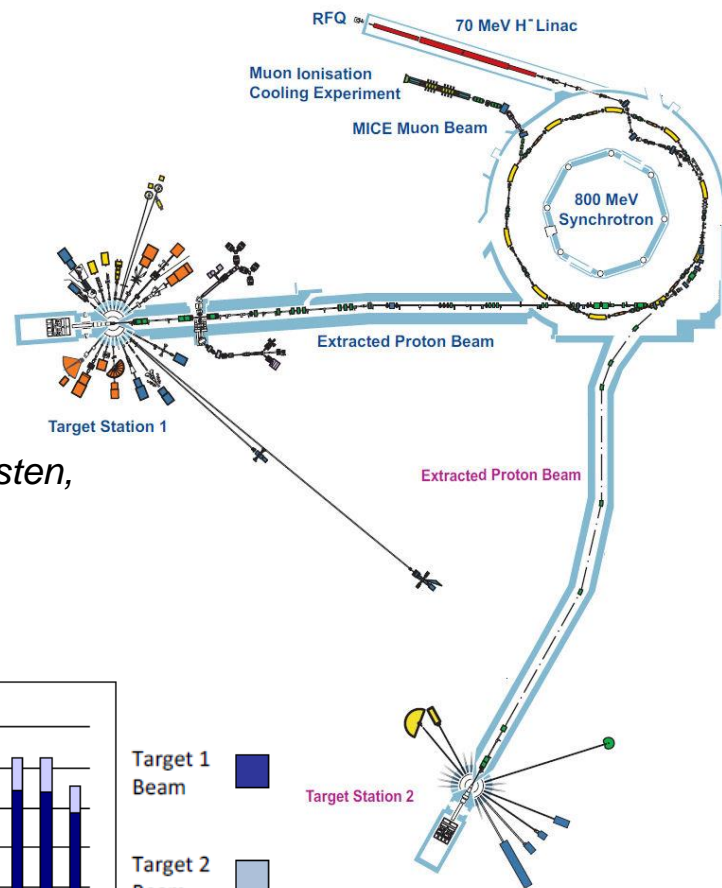 RFQ
70 MeV H⁻ Linac
Muon Ionisation
Cooling Experiment
MICE Muon Beam
800 MeV
Synchrotron
Extracted Proton Beam
Target Station 1
sten,
Extracted Proton Beam
Target 1
Beam
Target Station 2
Target 2